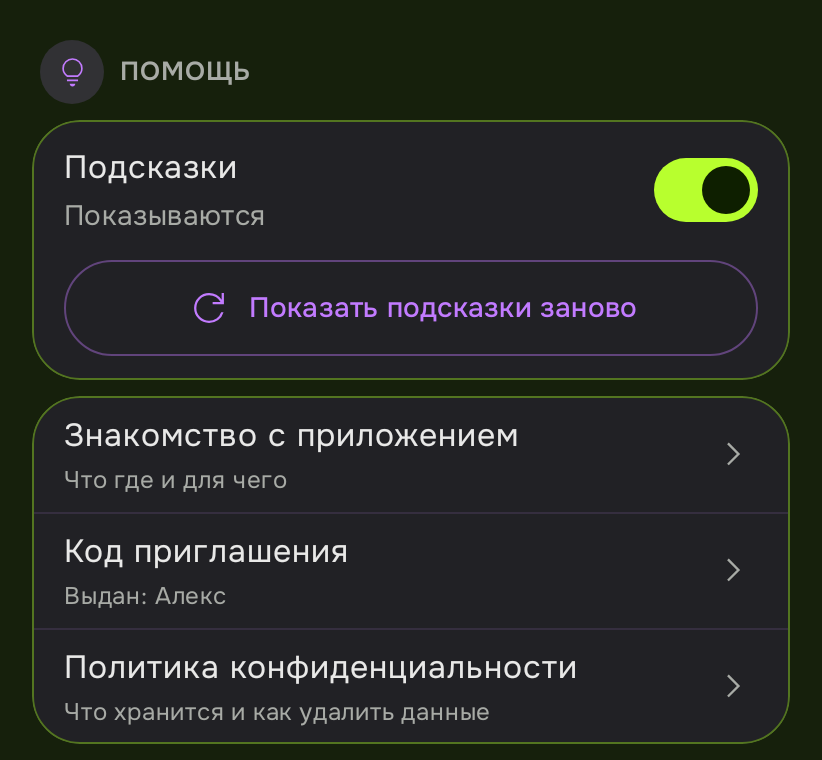 ПОМОЩЬ
Подсказки
Показываются
Показать подсказки заново
Знакомство с приложением
Что где и для чего
Код приглашения
Выдан: Алекс
Политика конфиденциальности
Что хранится и как удалить данные